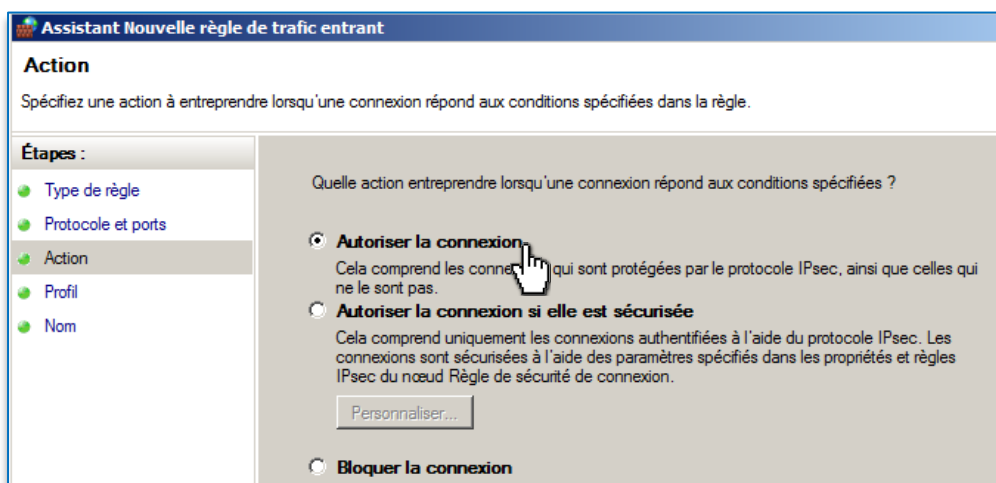 Assistant Nouvelle règle de trafic entrant
Action
Spécifiez une action à entreprendre lorsqu'une connexion répond aux conditions spécifiées dans la règle.
Étapes :
Type de règle
Protocole et ports
Action
Profil
Nom
Quelle action entreprendre lorsqu'une connexion répond aux conditions spécifiées ?
Autoriser la connexion
Cela comprend les conne qui sont protégées par le protocole IPsec, ainsi que celles qui
ne le sont pas.
Autoriser la connexion si elle est sécurisée
Cela comprend uniquement les connexions authentifiées à l'aide du protocole IPsec. Les
connexions sont sécurisées à l'aide des paramètres spécifiés dans les propriétés et règles
IPsec du nœud Règle de sécurité de connexion.
Personnaliser...
Bloquer la connexion